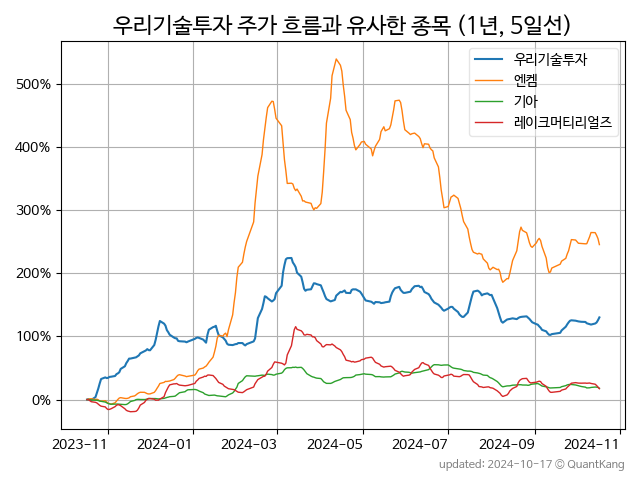 우리기술투자 주가 흐름과 유사한 종목 (1년, 5일선)
우리기술투자
엔켐
기아
레이크머티리얼즈
500%
400%
300%
200%
100%
0%
2023-11 2024-01 2024-03 2024-05 2024-07 2024-09 2024-11
updated: 2024-10-17 © QuantKang